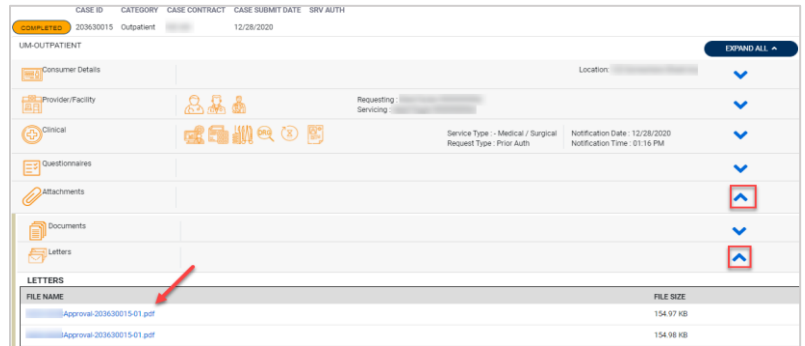 CASE ID CATEGORY CASE CONTRACT CASE SUBMIT DATE SRV AUTH
COMPLETED 203630015 Outpatient 12/28/2020
UM-OUTPATIENT EXPAND ALL
Consumer Details Location:
Provider/Facility Requesting :
Servicing :
Clinical Service Type : - Medical / Surgical Notification Date : 12/28/2020
Request Type : Prior Auth Notification Time : 01:16 PM
Questionnaires
Attachments
Documents
Letters
LETTERS
FILE NAME FILE SIZE
Approval-203630015-01.pdf 154.97 KB
Approval-203630015-01.pdf 154.98 KB